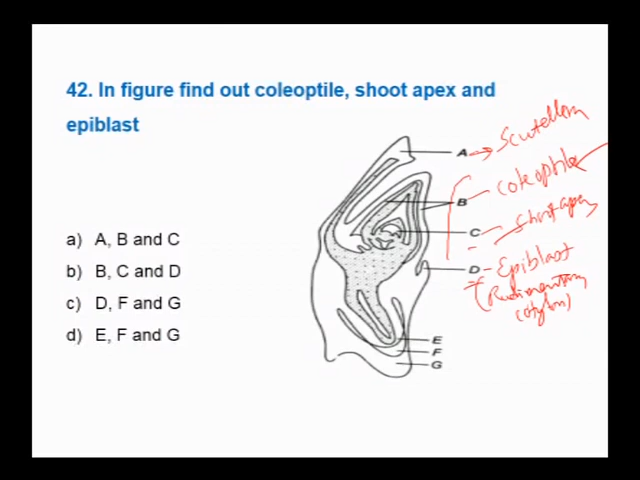 42. In figure find out coleoptile, shoot apex and
epiblast
a) A, B and C
b) B, C and D
c) D, F and G
d) E, F and G
A Scutellum
B coleoptile
C Shoot apex
D Epiblast
(Rudimentary
E
F
G